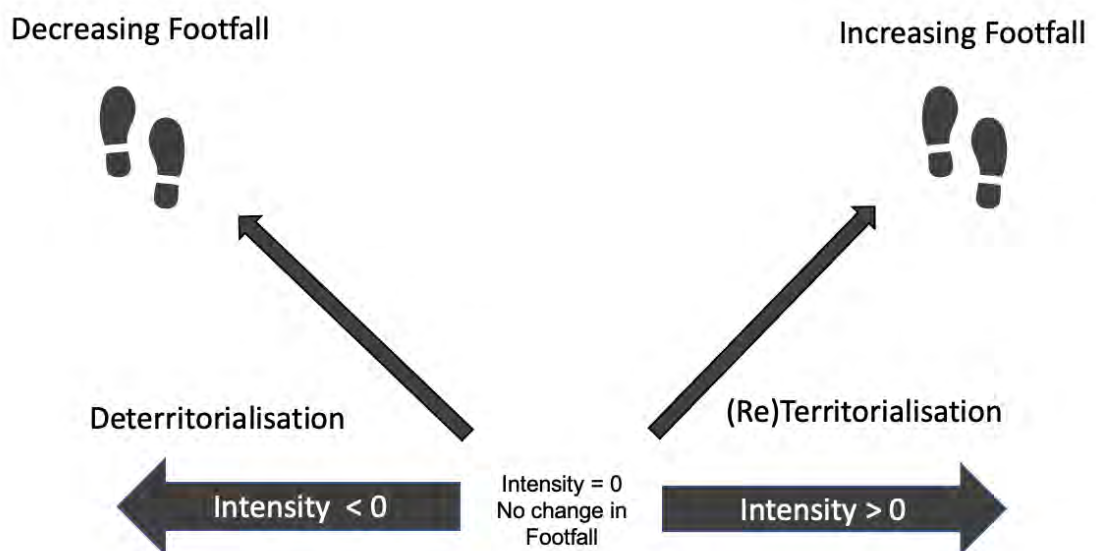 Decreasing Footfall
Increasing Footfall
Deterritorialisation
(Re)Territorialisation
Intensity < 0
Intensity = 0
No change in
Footfall
Intensity > 0